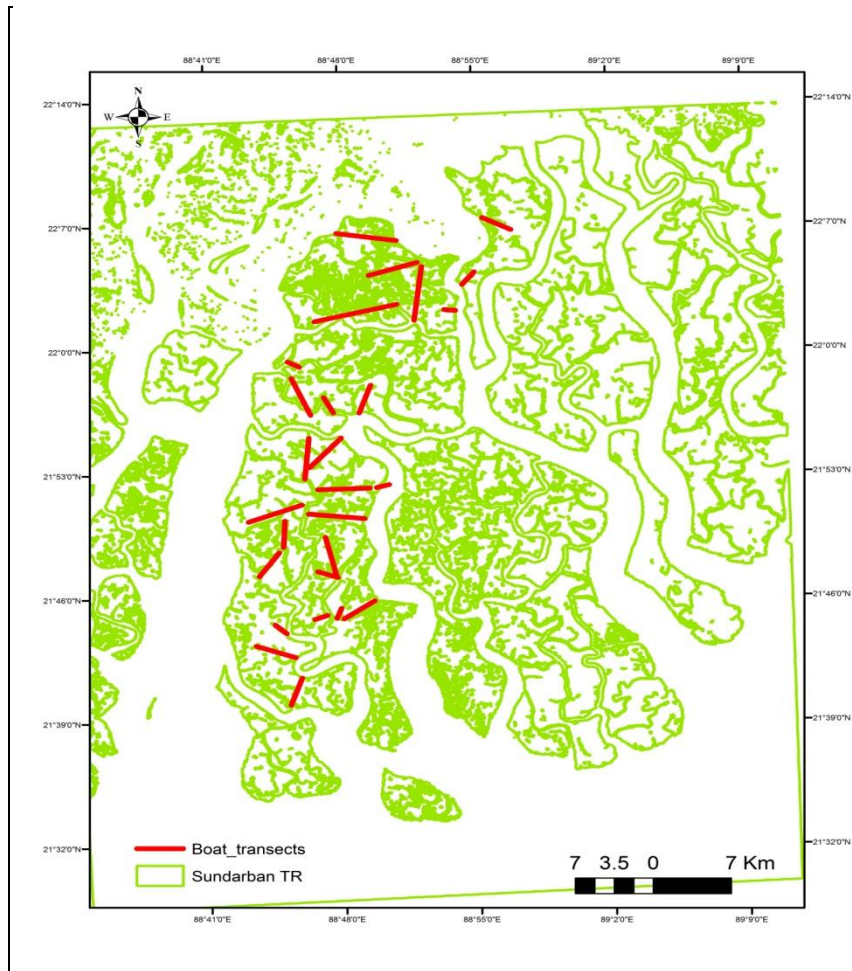 88°41'0"E 88°48'0"E 88°55'0"E 89°2'0"E 89°9'0"E
N
W E
S
22°14'0"N 22°14'0"N
22°7'0"N 22°7'0"N
22°0'0"N 22°0'0"N
21°53'0"N 21°53'0"N
21°46'0"N 21°46'0"N
21°39'0"N 21°39'0"N
21°32'0"N 21°32'0"N
Boat_transects
Sundarban TR
7 3.5 0 7 Km
88°41'0"E 88°48'0"E 88°55'0"E 89°2'0"E 89°9'0"E